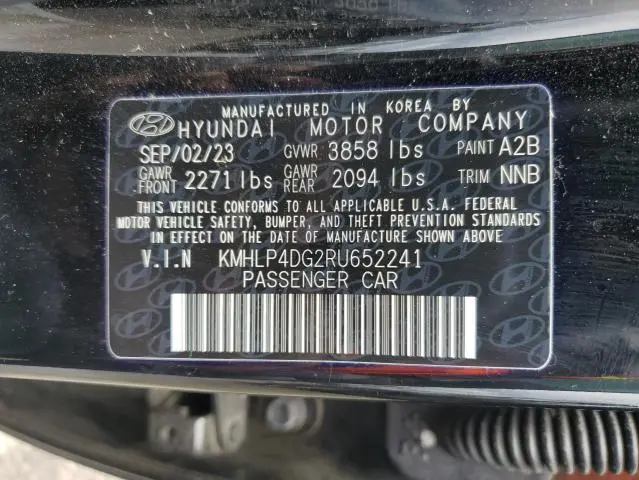 MANUFACTURED IN KOREA BY
HYUNDAI MOTOR COMPANY
SEP/02/23 GVWR 3858 lbs PAINT A2B
GAWR FRONT 2271 lbs GAWR REAR 2094 lbs TRIM NNB
THIS VEHICLE CONFORMS TO ALL APPLICABLE U.S.A. FEDERAL
MOTOR VEHICLE SAFETY, BUMPER, AND THEFT PREVENTION STANDARDS
IN EFFECT ON THE DATE OF MANUFACTURE SHOWN ABOVE
V.I.N KMHLP4DG2RU652241
PASSENGER CAR